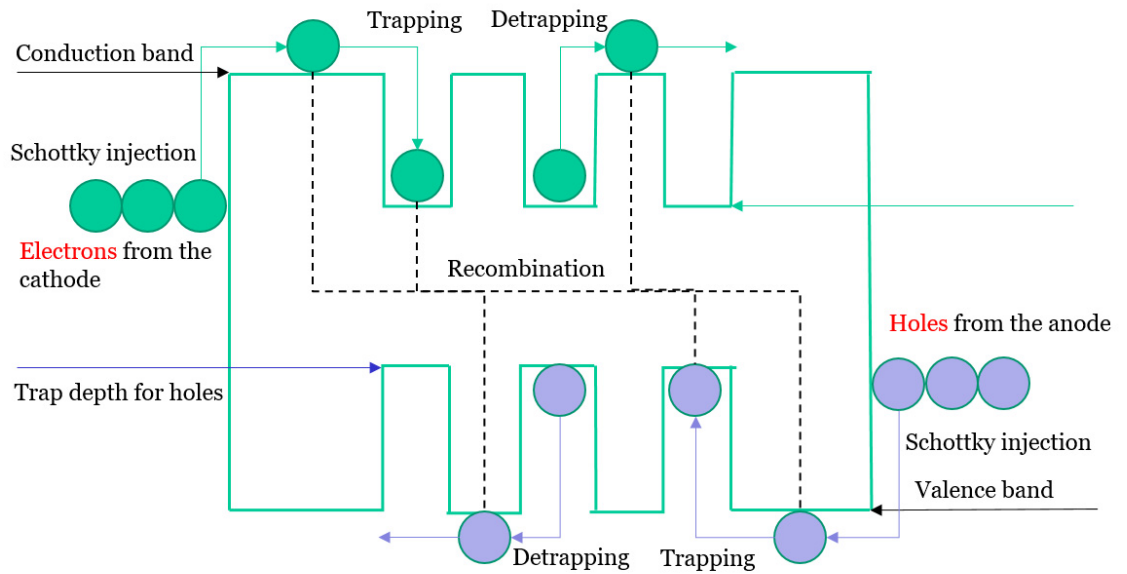 Trapping
Detrapping
Conduction band
Schottky injection
Electrons from the
cathode
Recombination
Holes from the anode
Trap depth for holes
Schottky injection
Valence band
Detrapping
Trapping